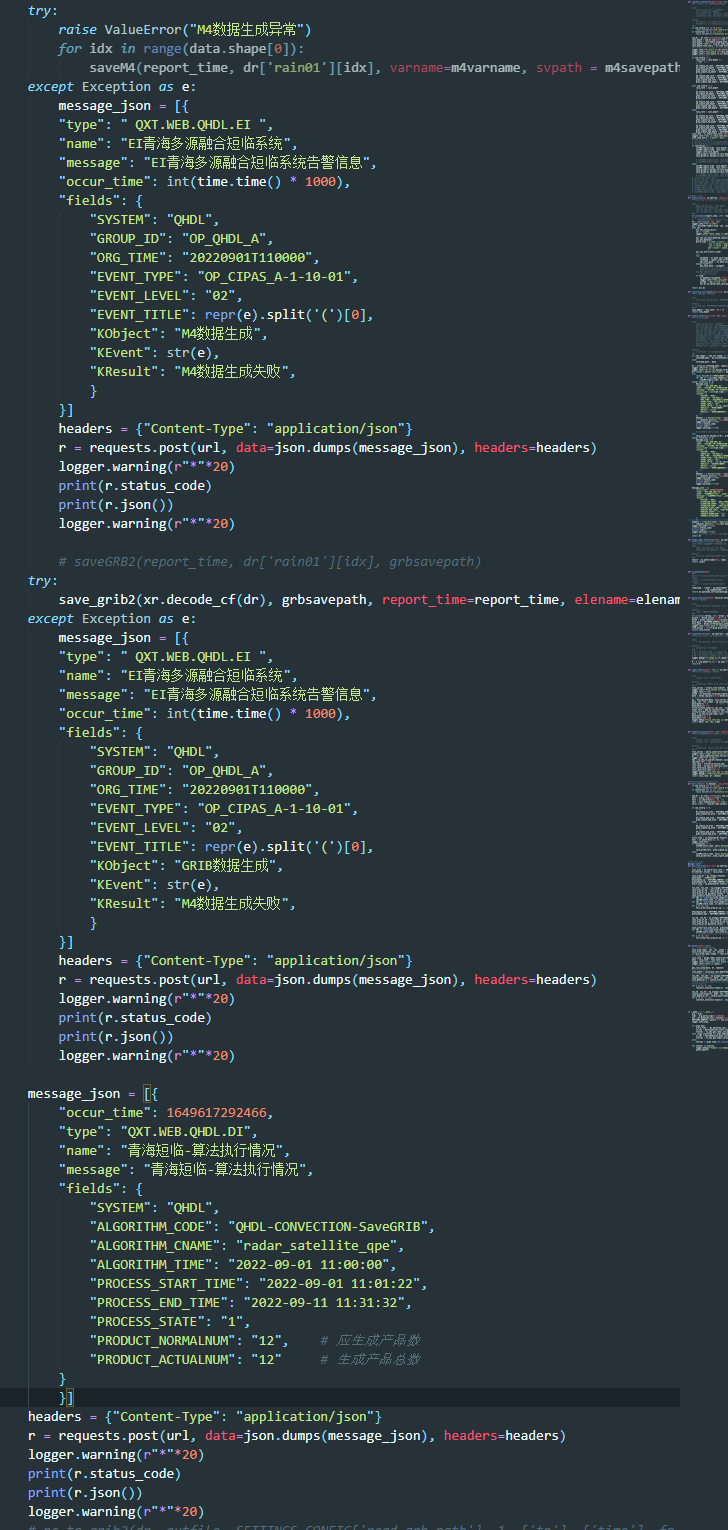 try:
    raise ValueError("M4数据生成异常")
    for idx in range(data.shape[0]):
        saveM4(report_time, dr['rain01'][idx], varname=m4varname, svpath = m4savepath
except Exception as e:
    message_json = [{
    "type": " QXT.WEB.QHDL.EI ",
    "name": "EI青海多源融合短临系统",
    "message": "EI青海多源融合短临系统告警信息",
    "occur_time": int(time.time() * 1000),
    "fields": {
        "SYSTEM": "QHDL",
        "GROUP_ID": "OP_QHDL_A",
        "ORG_TIME": "20220901T110000",
        "EVENT_TYPE": "OP_CIPAS_A-1-10-01",
        "EVENT_LEVEL": "02",
        "EVENT_TITLE": repr(e).split('(')[0],
        "KObject": "M4数据生成",
        "KEvent": str(e),
        "KResult": "M4数据生成失败",
        }
    }]
    headers = {"Content-Type": "application/json"}
    r = requests.post(url, data=json.dumps(message_json), headers=headers)
    logger.warning(r"*"*20)
    print(r.status_code)
    print(r.json())
    logger.warning(r"*"*20)
    # saveGRB2(report_time, dr['rain01'][idx], grbsavepath)
try:
    save_grib2(xr.decode_cf(dr), grbsavepath, report_time=report_time, elename=elenam
except Exception as e:
    message_json = [{
    "type": " QXT.WEB.QHDL.EI ",
    "name": "EI青海多源融合短临系统",
    "message": "EI青海多源融合短临系统告警信息",
    "occur_time": int(time.time() * 1000),
    "fields": {
        "SYSTEM": "QHDL",
        "GROUP_ID": "OP_QHDL_A",
        "ORG_TIME": "20220901T110000",
        "EVENT_TYPE": "OP_CIPAS_A-1-10-01",
        "EVENT_LEVEL": "02",
        "EVENT_TITLE": repr(e).split('(')[0],
        "KObject": "GRIB数据生成",
        "KEvent": str(e),
        "KResult": "M4数据生成失败",
        }
    }]
    headers = {"Content-Type": "application/json"}
    r = requests.post(url, data=json.dumps(message_json), headers=headers)
    logger.warning(r"*"*20)
    print(r.status_code)
    print(r.json())
    logger.warning(r"*"*20)
message_json = [{
    "occur_time": 1649617292466,
    "type": "QXT.WEB.QHDL.DI",
    "name": "青海短临-算法执行情况",
    "message": "青海短临-算法执行情况",
    "fields": {
        "SYSTEM": "QHDL",
        "ALGORITHM_CODE": "QHDL-CONVECTION-SaveGRIB",
        "ALGORITHM_CNAME": "radar_satellite_qpe",
        "ALGORITHM_TIME": "2022-09-01 11:00:00",
        "PROCESS_START_TIME": "2022-09-01 11:01:22",
        "PROCESS_END_TIME": "2022-09-11 11:31:32",
        "PROCESS_STATE": "1",
        "PRODUCT_NORMALNUM": "12",    # 应生成产品数
        "PRODUCT_ACTUALNUM": "12"     # 生成产品总数
    }
    }]
headers = {"Content-Type": "application/json"}
r = requests.post(url, data=json.dumps(message_json), headers=headers)
logger.warning(r"*"*20)
print(r.status_code)
print(r.json())
logger.warning(r"*"*20)